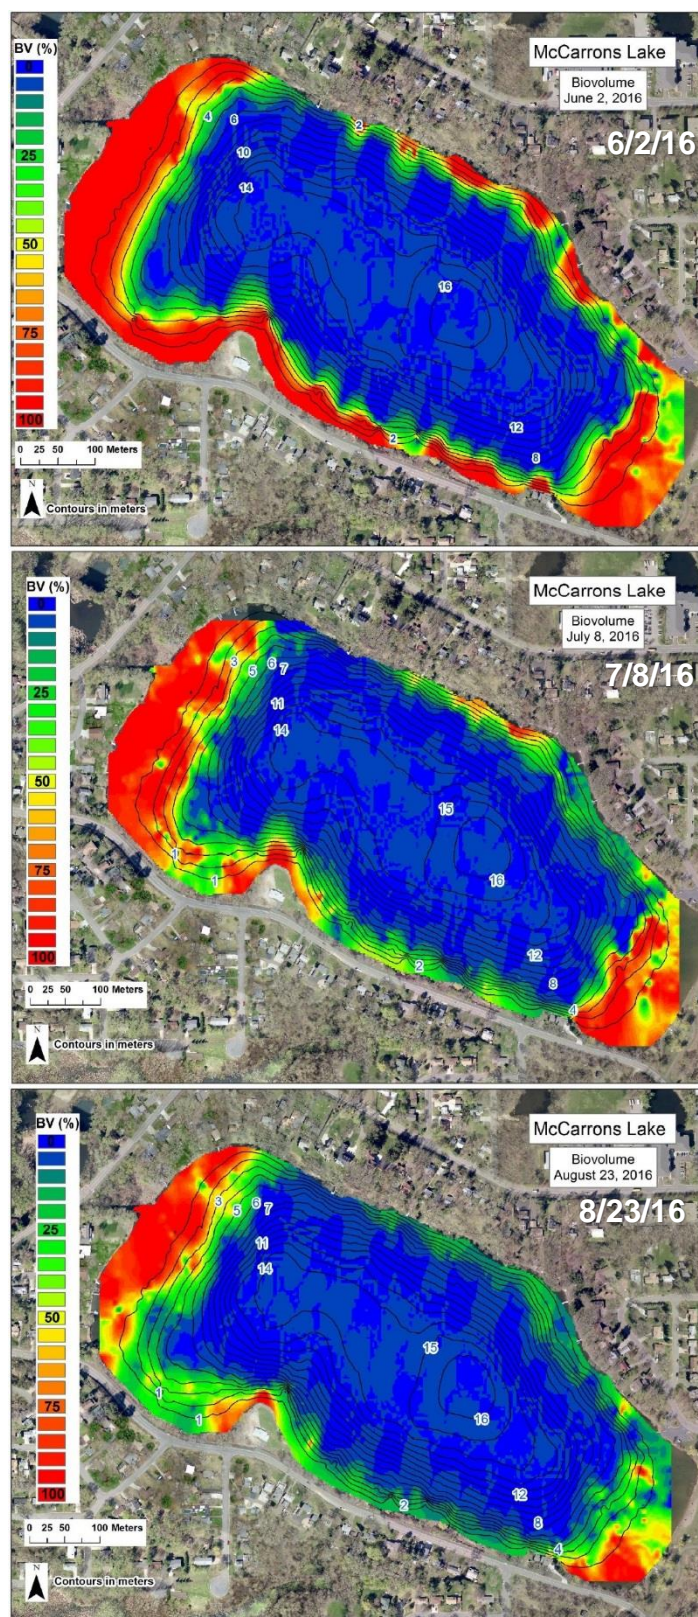 BV (%)
0
25
50
75
100
0 50 100 Meters
N
Contours in meters
McCarrons Lake
Biovolume
June 2, 2016
6/2/16
2
4
6
10
14
16
2
12
8
BV (%)
0
25
50
75
100
0 50 100 Meters
N
Contours in meters
McCarrons Lake
Biovolume
July 8, 2016
7/8/16
3
5
6
7
11
14
15
16
1
1
2
12
8
4
BV (%)
0
25
50
75
100
0 50 100 Meters
N
Contours in meters
McCarrons Lake
Biovolume
August 23, 2016
8/23/16
3
5
6
7
11
14
15
16
1
1
2
12
8
4